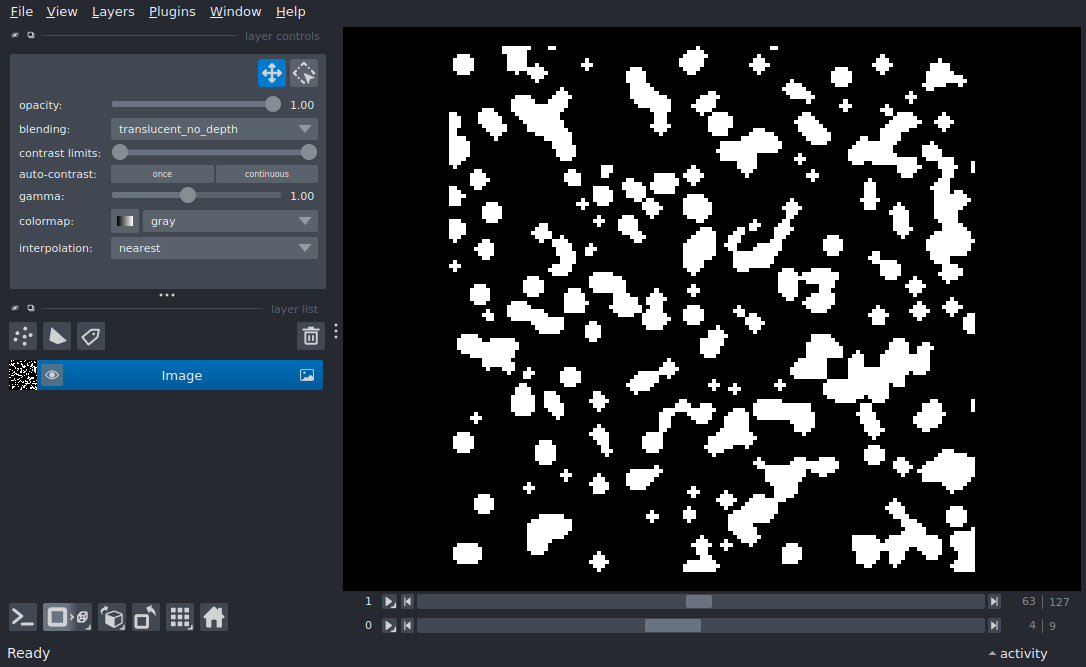 File View Layers Plugins Window Help
layer controls
opacity: 1.00
blending: translucent_no_depth
contrast limits:
auto-contrast: once continuous
gamma: 1.00
colormap: gray
interpolation: nearest
layer list
Image
1 63 127
0 4 9
Ready activity